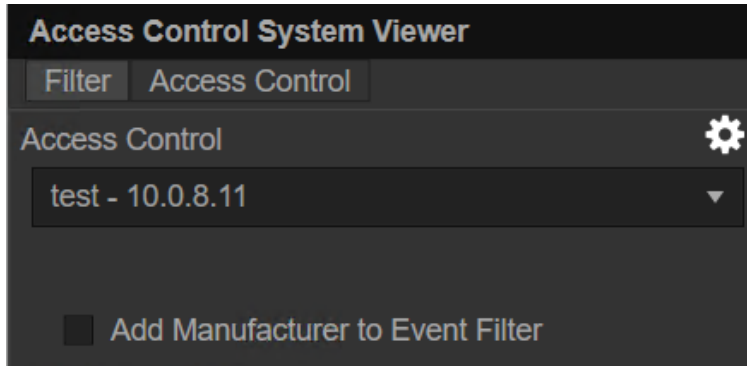 Access Control System Viewer
Filter Access Control
Access Control
test - 10.0.8.11
Add Manufacturer to Event Filter